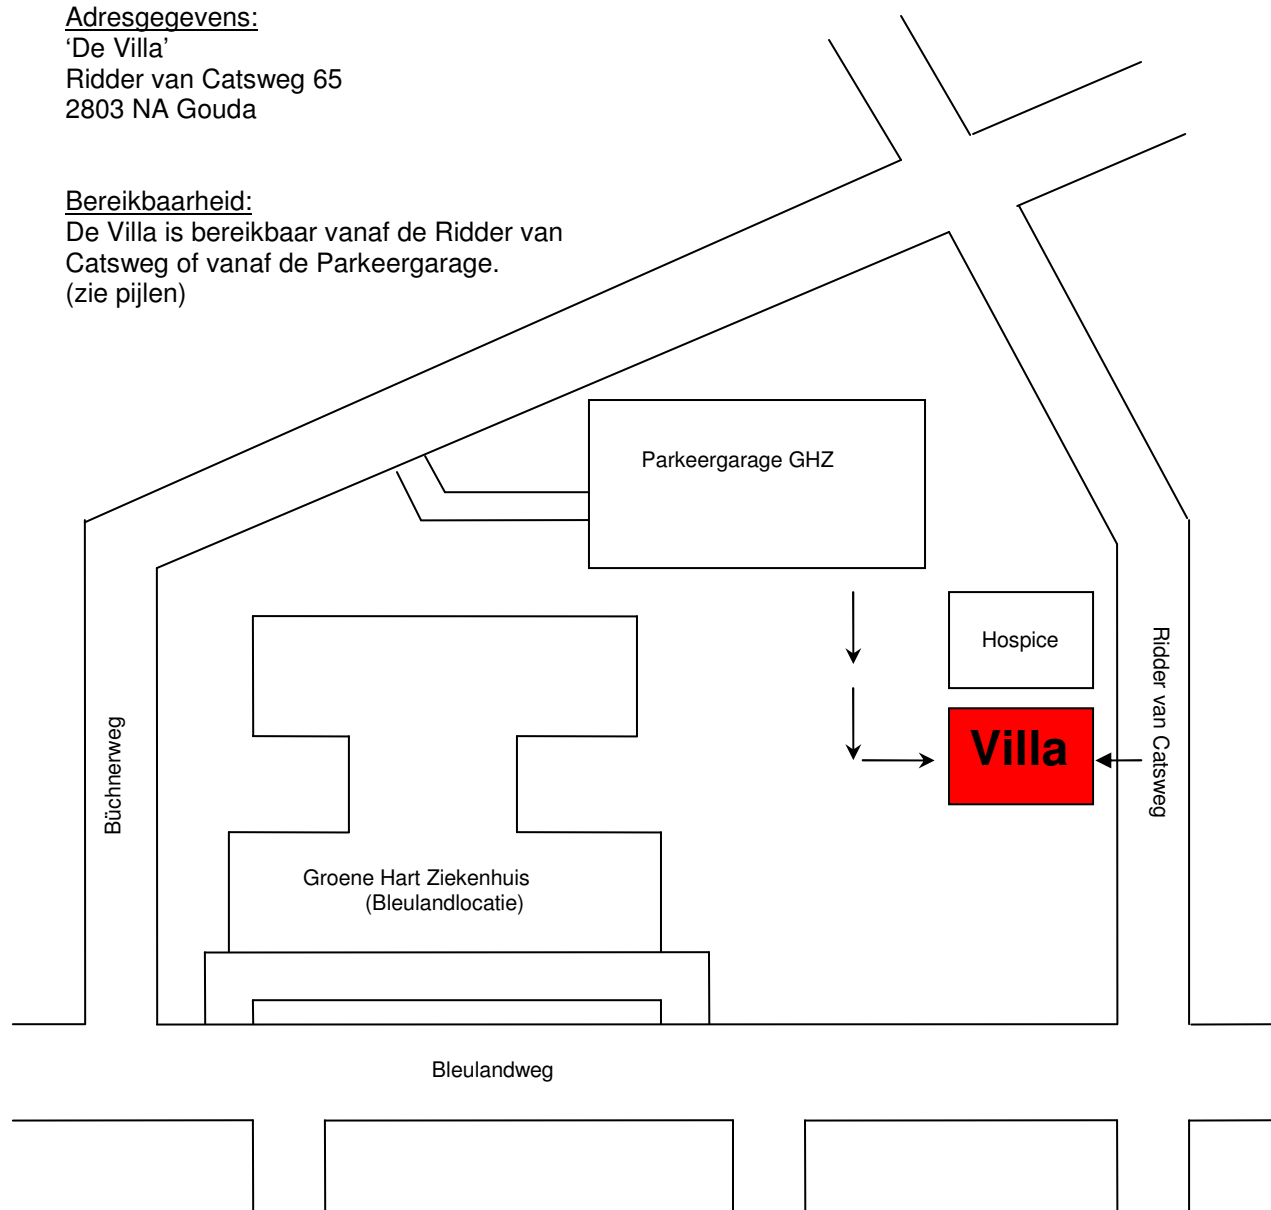 Adresgegevens:
‘De Villa’
Ridder van Catsweg 65
2803 NA Gouda
Bereikbaarheid:
De Villa is bereikbaar vanaf de Ridder van
Catsweg of vanaf de Parkeergarage.
(zie pijlen)
Parkeergarage GHZ
Hospice
Ridder van Catsweg
Villa
Büchnerweg
Groene Hart Ziekenhuis
(Bleulandlocatie)
Bleulandweg